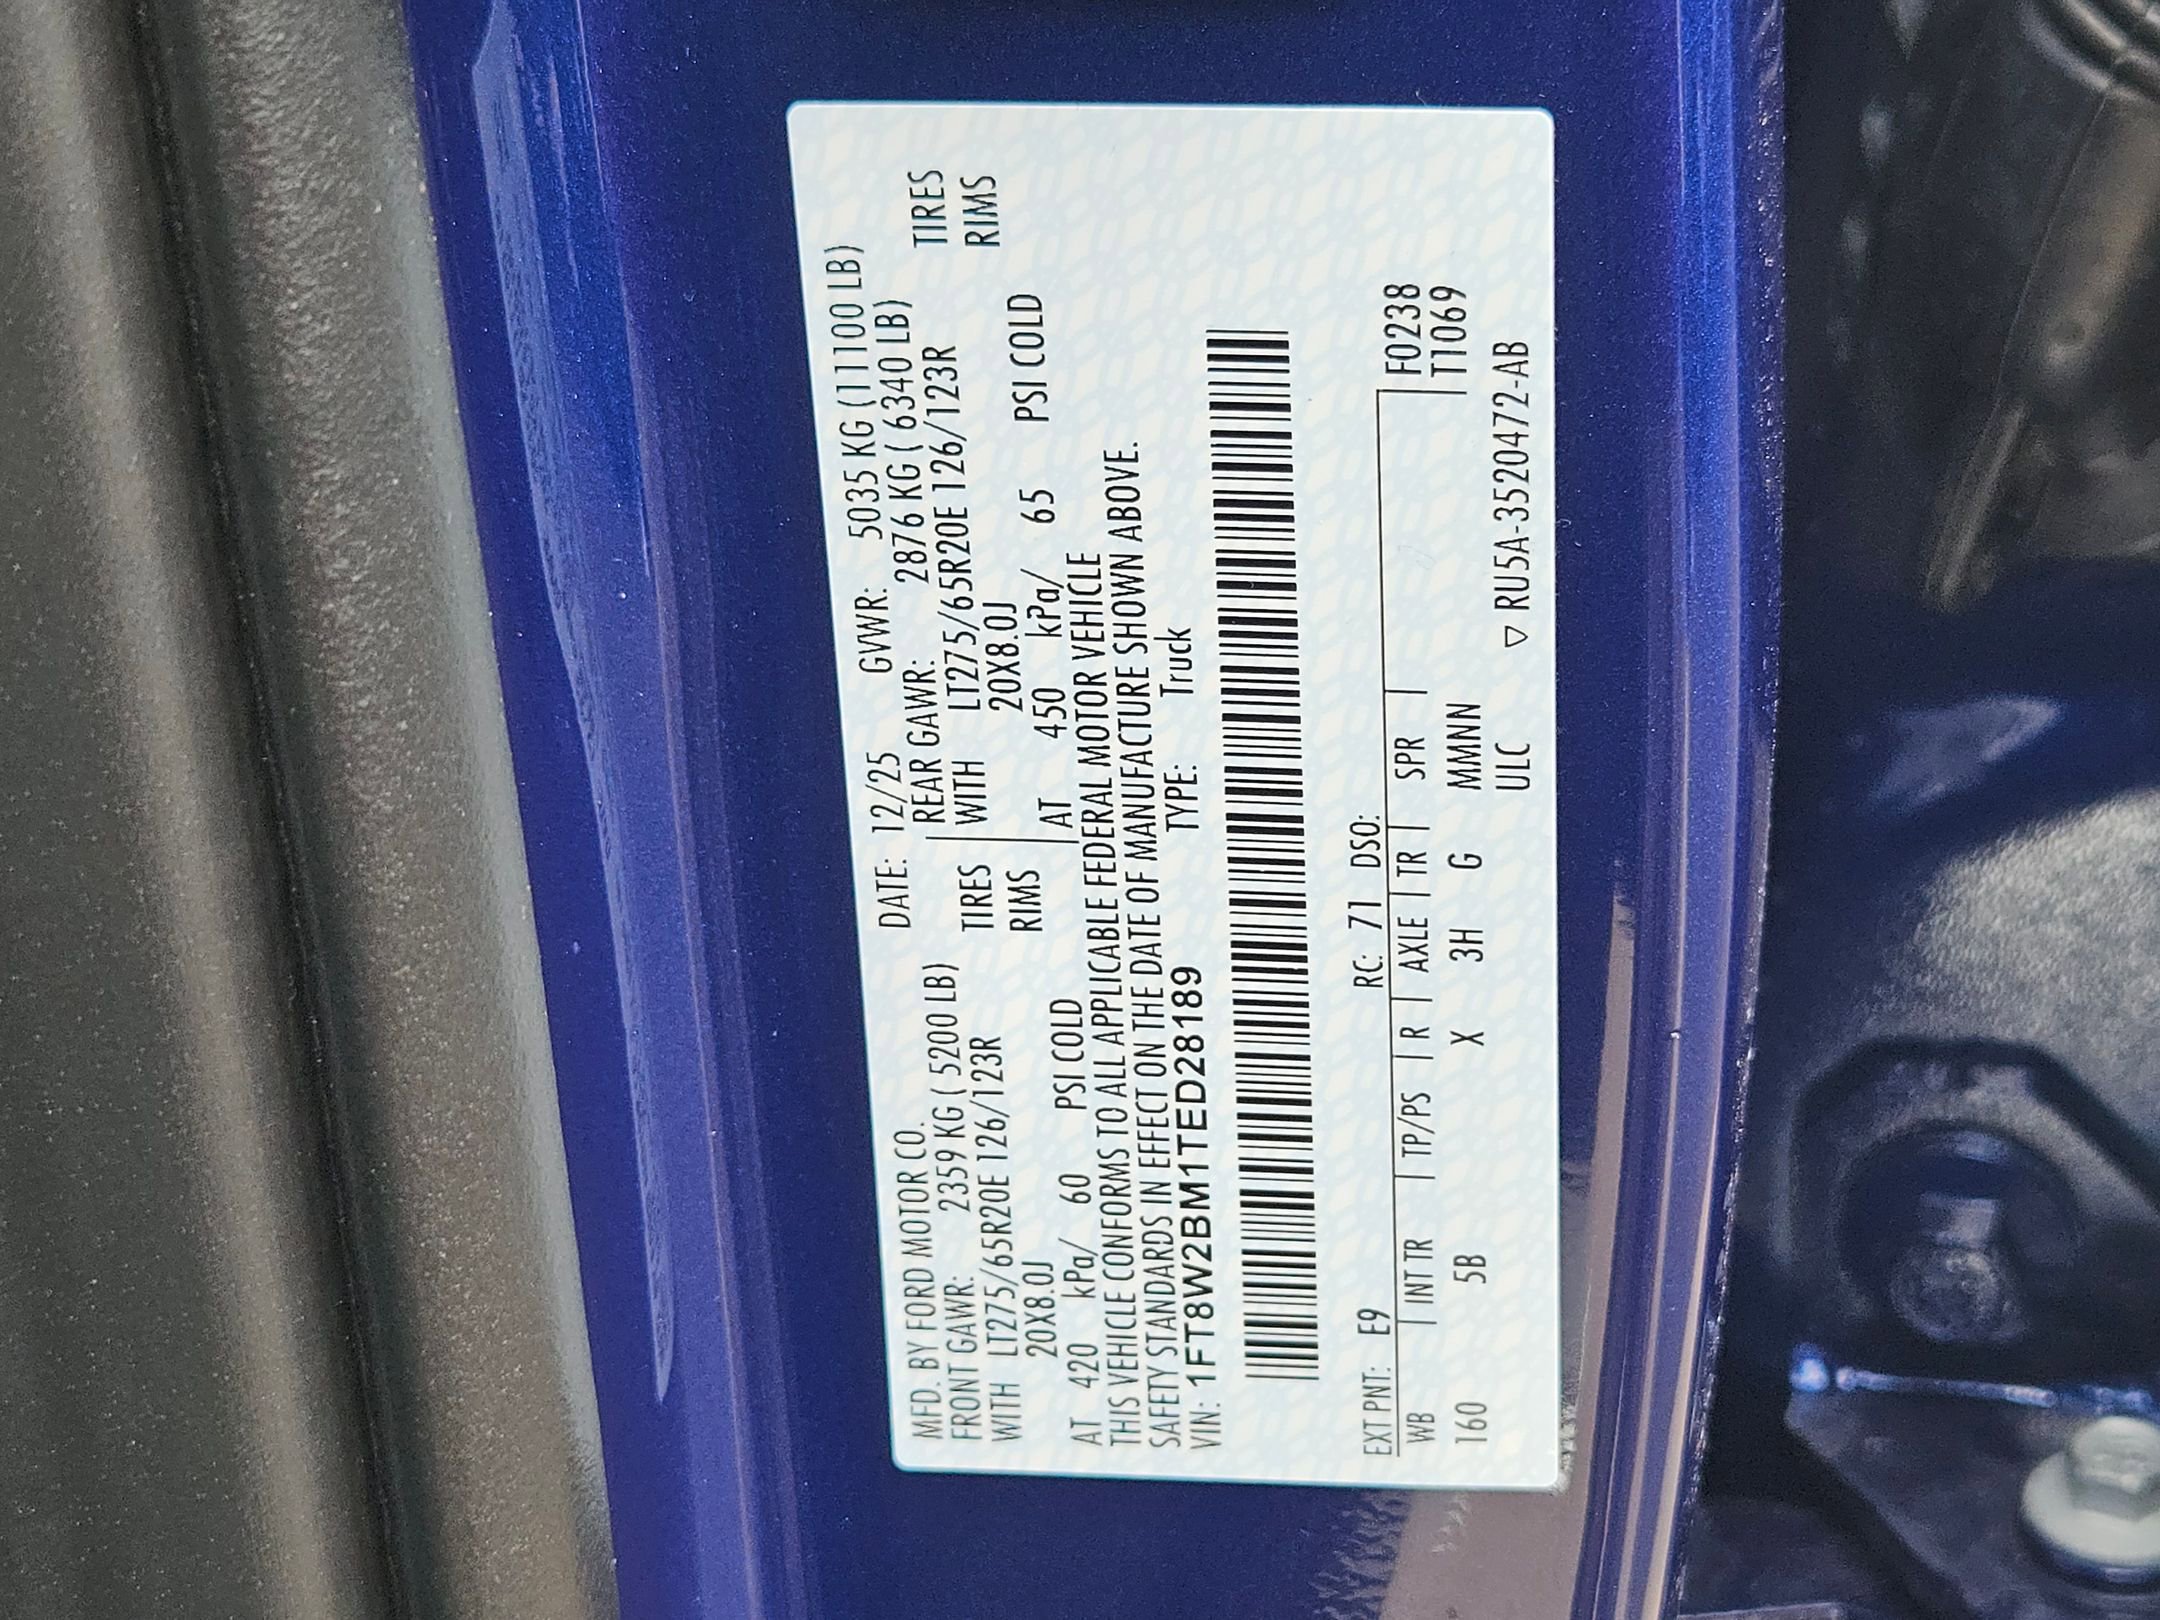 MFD. BY FORD MOTOR CO. DATE: 12/25 GVWR: 5035 KG (11100 LB)
FRONT GAWR: 2359 KG ( 5200 LB) REAR GAWR: 2876 KG ( 6340 LB)
WITH LT275/65R20E 126/123R TIRES WITH LT275/65R20E 126/123R TIRES
20X8.0J RIMS 20X8.0J RIMS
AT 420 kPa/ 60 PSI COLD AT 450 kPa/ 65 PSI COLD
THIS VEHICLE CONFORMS TO ALL APPLICABLE FEDERAL MOTOR VEHICLE
SAFETY STANDARDS IN EFFECT ON THE DATE OF MANUFACTURE SHOWN ABOVE.
VIN: 1FT8W2BM1TED28189 TYPE: Truck
EXT PNT: E9 RC: 71 DSO: F0238
WB INT TR TP/PS R AXLE TR SPR T1069
160 5B X 3H G MMNN
ULC ▽ RU5A-3520472-AB